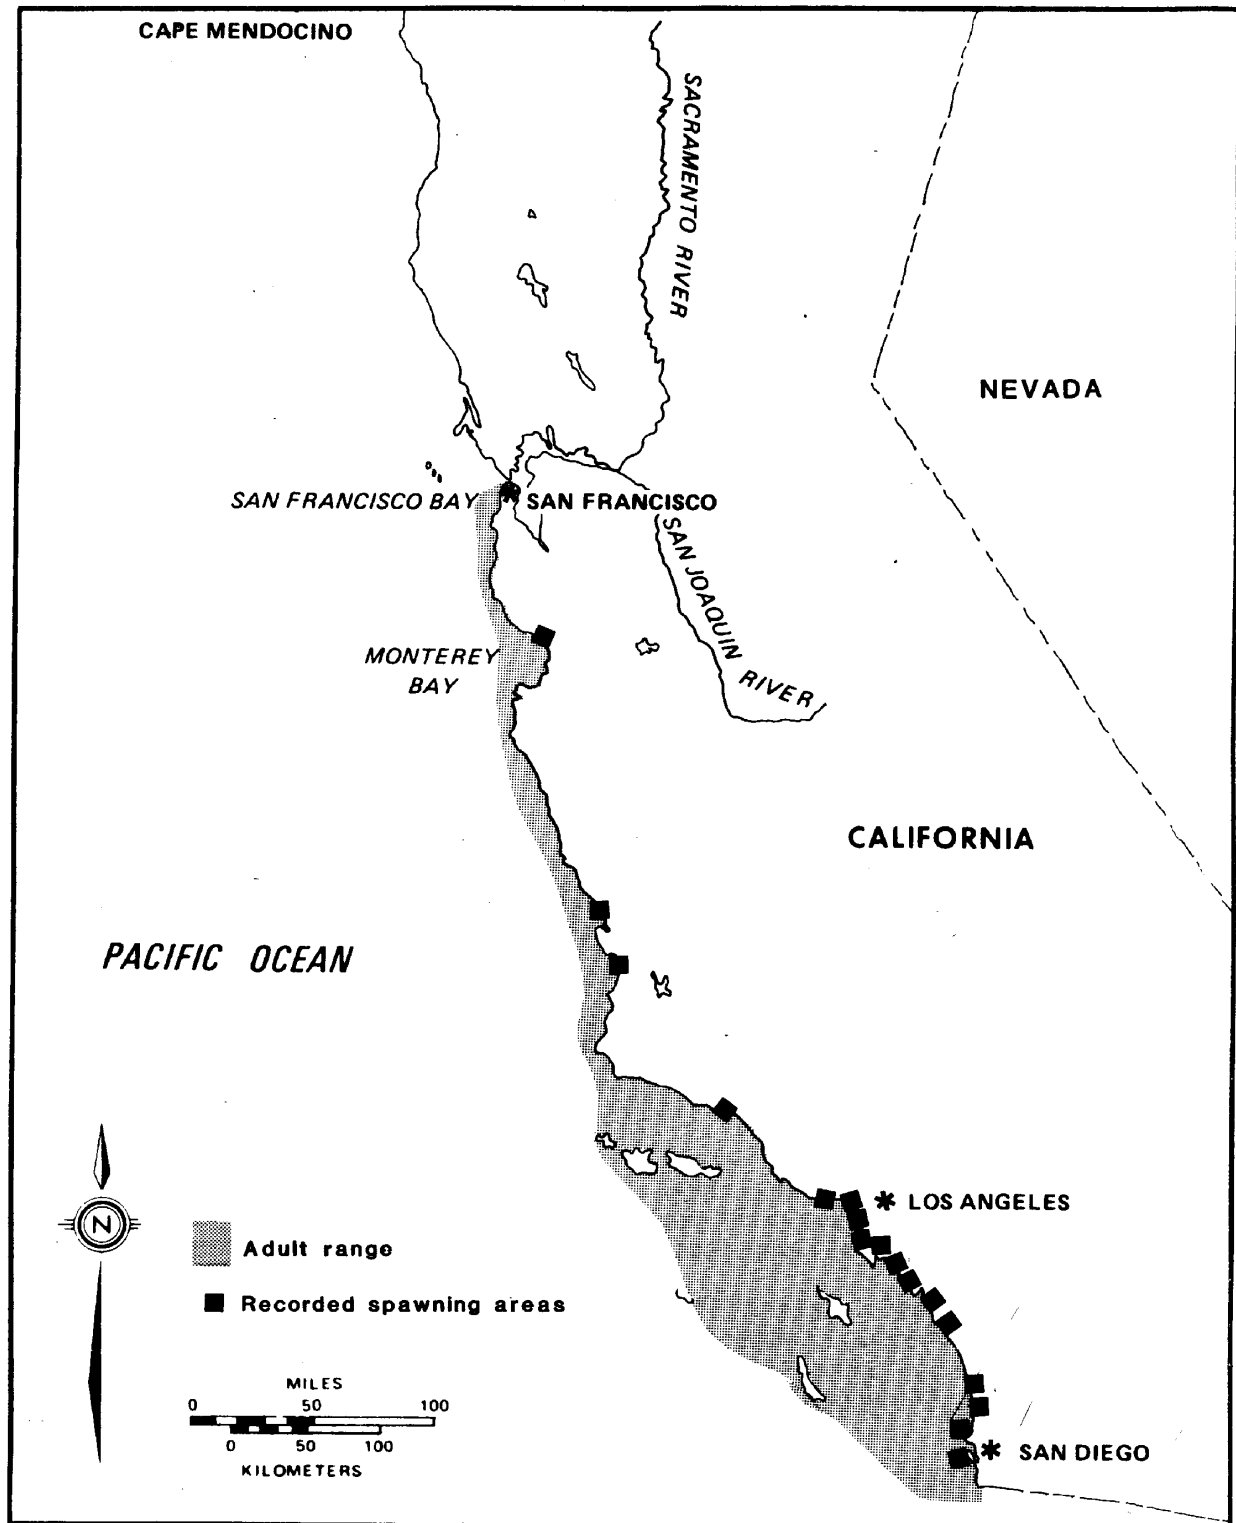 CAPE MENDOCINO
SACRAMENTO RIVER
NEVADA
SAN FRANCISCO BAY
SAN FRANCISCO
SAN JOAQUIN RIVER
MONTEREY
BAY
CALIFORNIA
PACIFIC OCEAN
LOS ANGELES
N
Adult range
Recorded spawning areas
MILES
0 50 100
0 50 100
KILOMETERS
SAN DIEGO